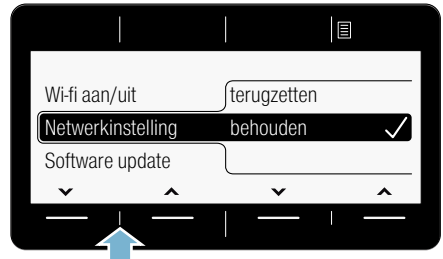 Wi-fi aan/uit terugzetten
Netwerkinstelling behouden
Software update